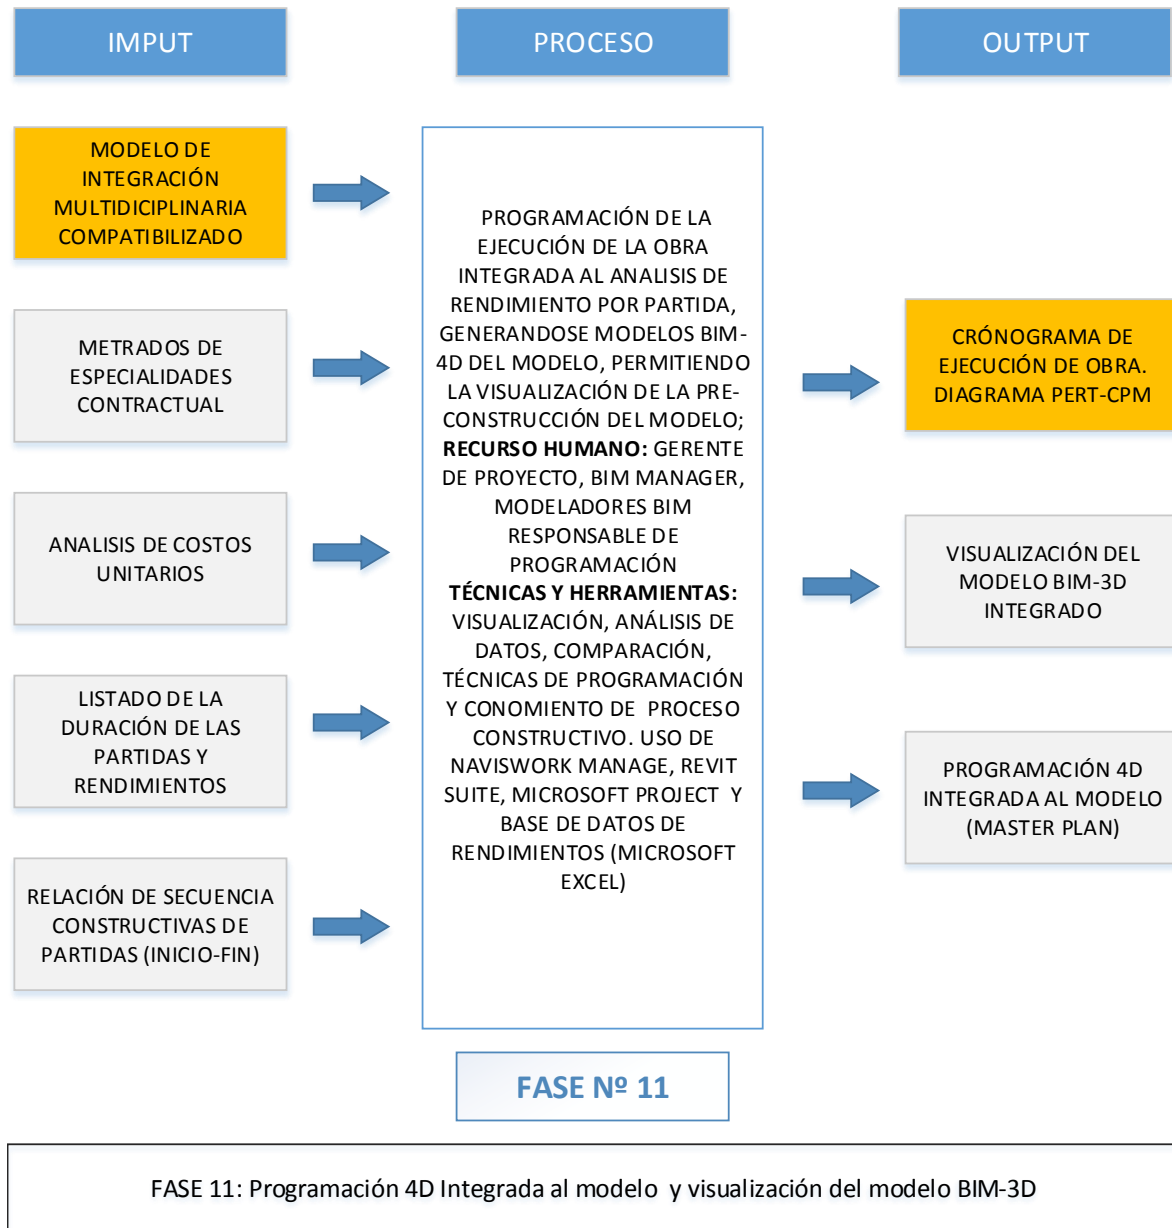 IMPUT
PROCESO
OUTPUT
MODELO DE
INTEGRACIÓN
MULTIDICIPLINARIA
COMPATIBILIZADO
METRADOS DE
ESPECIALIDADES
CONTRACTUAL
ANALISIS DE COSTOS
UNITARIOS
LISTADO DE LA
DURACIÓN DE LAS
PARTIDAS Y
RENDIMIENTOS
RELACIÓN DE SECUENCIA
CONSTRUCTIVAS DE
PARTIDAS (INICIO-FIN)
PROGRAMACIÓN DE LA
EJECUCIÓN DE LA OBRA
INTEGRADA AL ANALISIS DE
RENDIMIENTO POR PARTIDA,
GENERANDOSE MODELOS BIM-
4D DEL MODELO, PERMITIENDO
LA VISUALIZACIÓN DE LA PRE-
CONSTRUCCIÓN DEL MODELO;
RECURSO HUMANO: GERENTE
DE PROYECTO, BIM MANAGER,
MODELADORES BIM
RESPONSABLE DE
PROGRAMACIÓN
TÉCNICAS Y HERRAMIENTAS:
VISUALIZACIÓN, ANÁLISIS DE
DATOS, COMPARACIÓN,
TÉCNICAS DE PROGRAMACIÓN
Y CONOMIENTO DE PROCESO
CONSTRUCTIVO. USO DE
NAVISWORK MANAGE, REVIT
SUITE, MICROSOFT PROJECT Y
BASE DE DATOS DE
RENDIMIENTOS (MICROSOFT
EXCEL)
CRÓNOGRAMA DE
EJECUCIÓN DE OBRA.
DIAGRAMA PERT-CPM
VISUALIZACIÓN DEL
MODELO BIM-3D
INTEGRADO
PROGRAMACIÓN 4D
INTEGRADA AL MODELO
(MASTER PLAN)
FASE Nº 11
FASE 11: Programación 4D Integrada al modelo y visualización del modelo BIM-3D